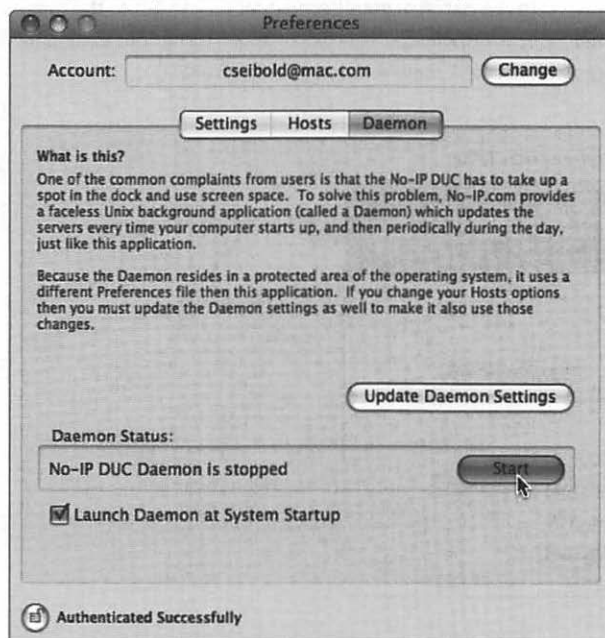 Preferences
Account: cseibold@mac.com Change
Settings Hosts Daemon
What is this?
One of the common complaints from users is that the No-IP DUC has to take up a
spot in the dock and use screen space. To solve this problem, No-IP.com provides
a faceless Unix background application (called a Daemon) which updates the
servers every time your computer starts up, and then periodically during the day,
just like this application.
Because the Daemon resides in a protected area of the operating system, it uses a
different Preferences file then this application. If you change your Hosts options
then you must update the Daemon settings as well to make it also use those
changes.
Update Daemon Settings
Daemon Status:
No-IP DUC Daemon is stopped Start
Launch Daemon at System Startup
Authenticated Successfully